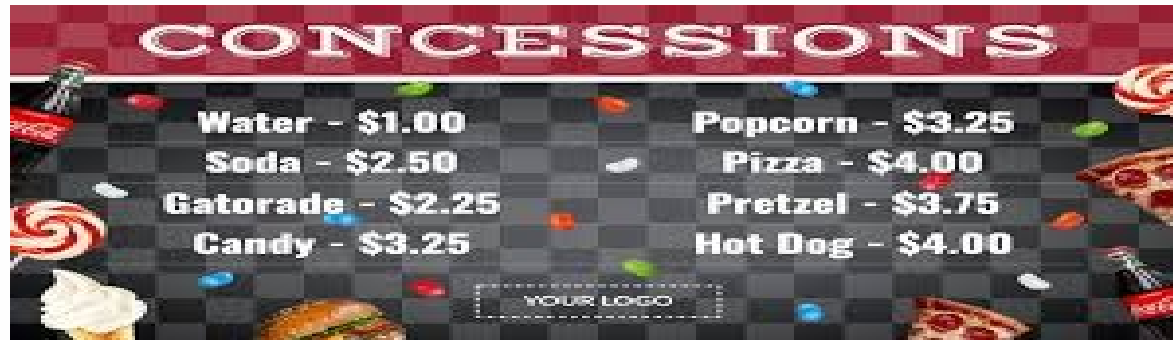 CONCESSIONS
Water - $1.00
Soda - $2.50
Gatorade - $2.25
Candy - $3.25
Popcorn - $3.25
Pizza - $4.00
Pretzel - $3.75
Hot Dog - $4.00
YOUR LOGO